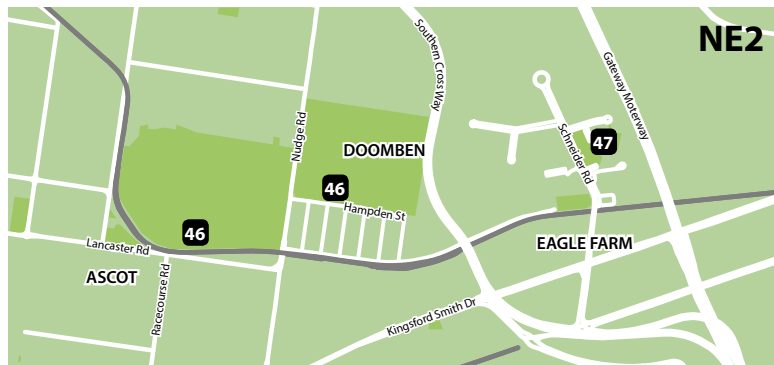 NE2
Southern Cross Way
Gateway Moterway
Nudge Rd
DOOMBEN
Schneider Rd
47
46
Hampden St
46
Lancaster Rd
EAGLE FARM
ASCOT
Racecourse Rd
Kingsford Smith Dr